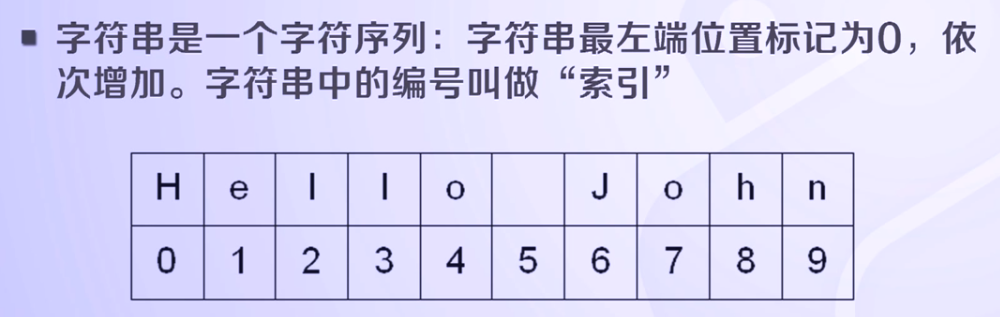 字符串是一个字符序列：字符串最左端位置标记为0，依
次增加。字符串中的编号叫做“索引”
H e l l o J o h n
0 1 2 3 4 5 6 7 8 9